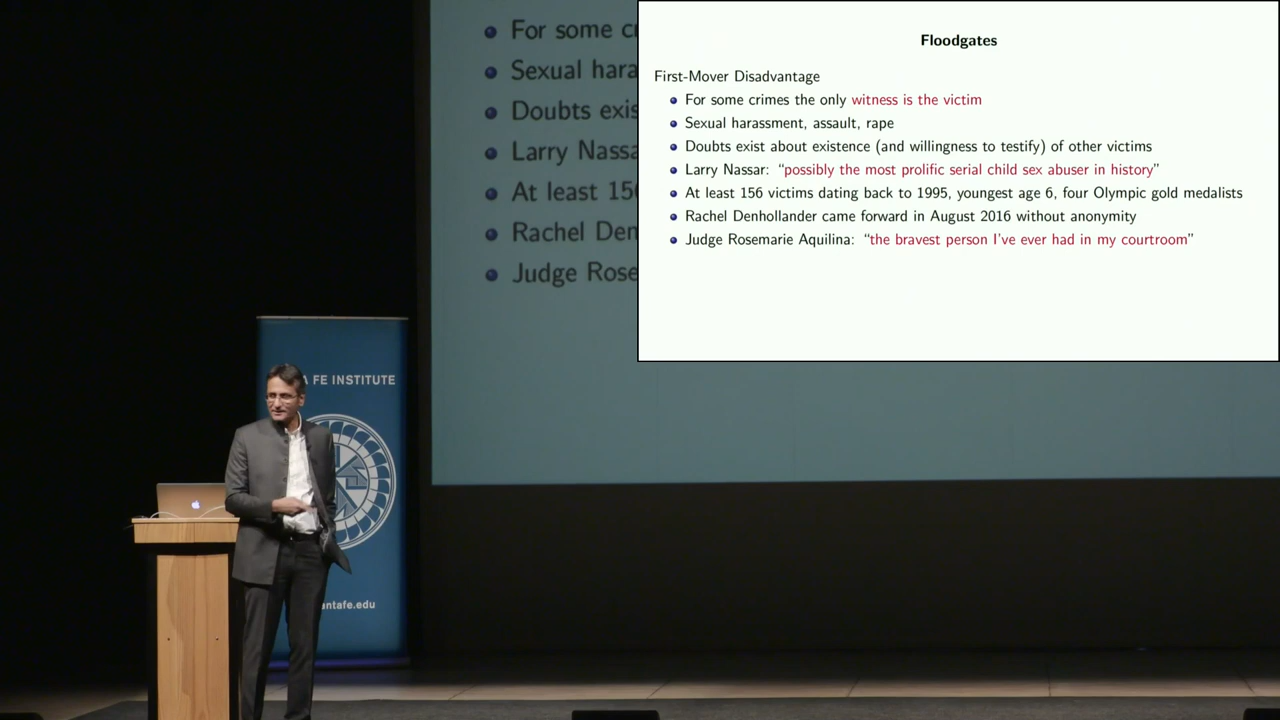 For some
Sexual hara
Doubts exis
Larry Nassa
At least 15
Rachel Den
Judge Rose
Floodgates
First-Mover Disadvantage
For some crimes the only witness is the victim
Sexual harassment, assault, rape
Doubts exist about existence (and willingness to testify) of other victims
Larry Nassar: “possibly the most prolific serial child sex abuser in history”
At least 156 victims dating back to 1995, youngest age 6, four Olympic gold medalists
Rachel Denhollander came forward in August 2016 without anonymity
Judge Rosemarie Aquilina: “the bravest person I've ever had in my courtroom”
FE INSTITUTE
ntafe.edu